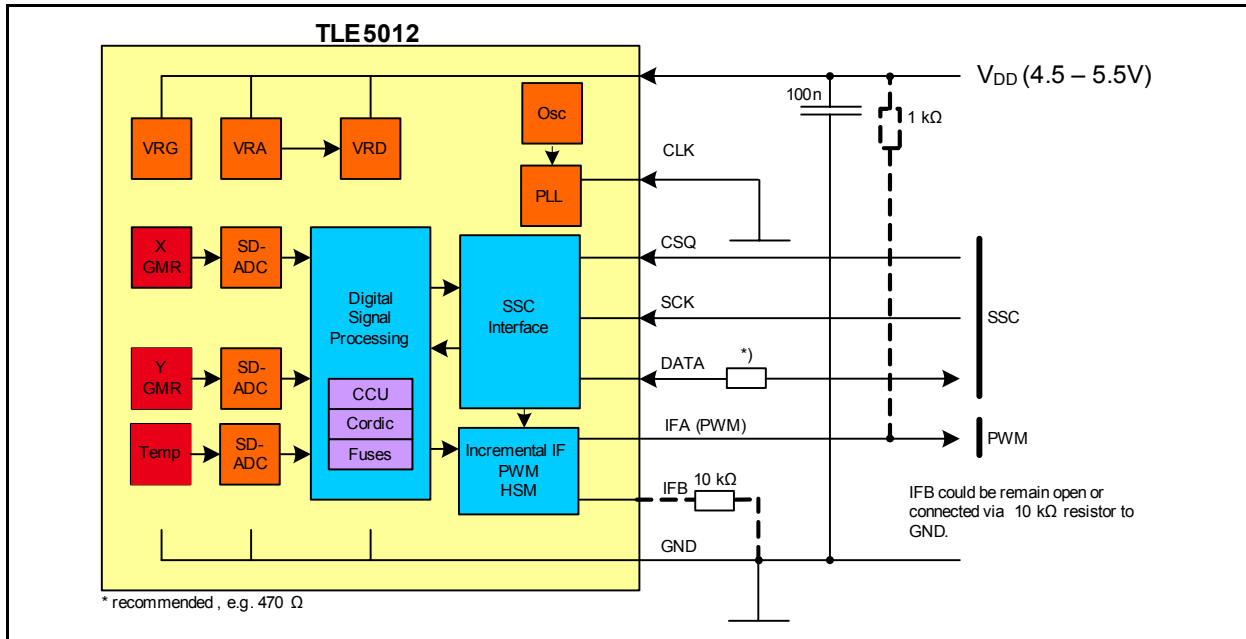 TLE5012
V_DD (4.5 – 5.5V)
100n
1 kΩ
Osc
VRG
VRA
VRD
CLK
PLL
X
GMR
SD-
ADC
CSQ
Digital
Signal
Processing
SSC
Interface
SCK
SSC
DATA
*)
Y
GMR
SD-
ADC
CCU
Cordic
Fuses
IFA (PWM)
PWM
Temp
SD-
ADC
Incremental IF
PWM
HSM
IFB
10 kΩ
IFB could be remain open or
connected via 10 kΩ resistor to
GND.
GND
* recommended , e.g. 470 Ω